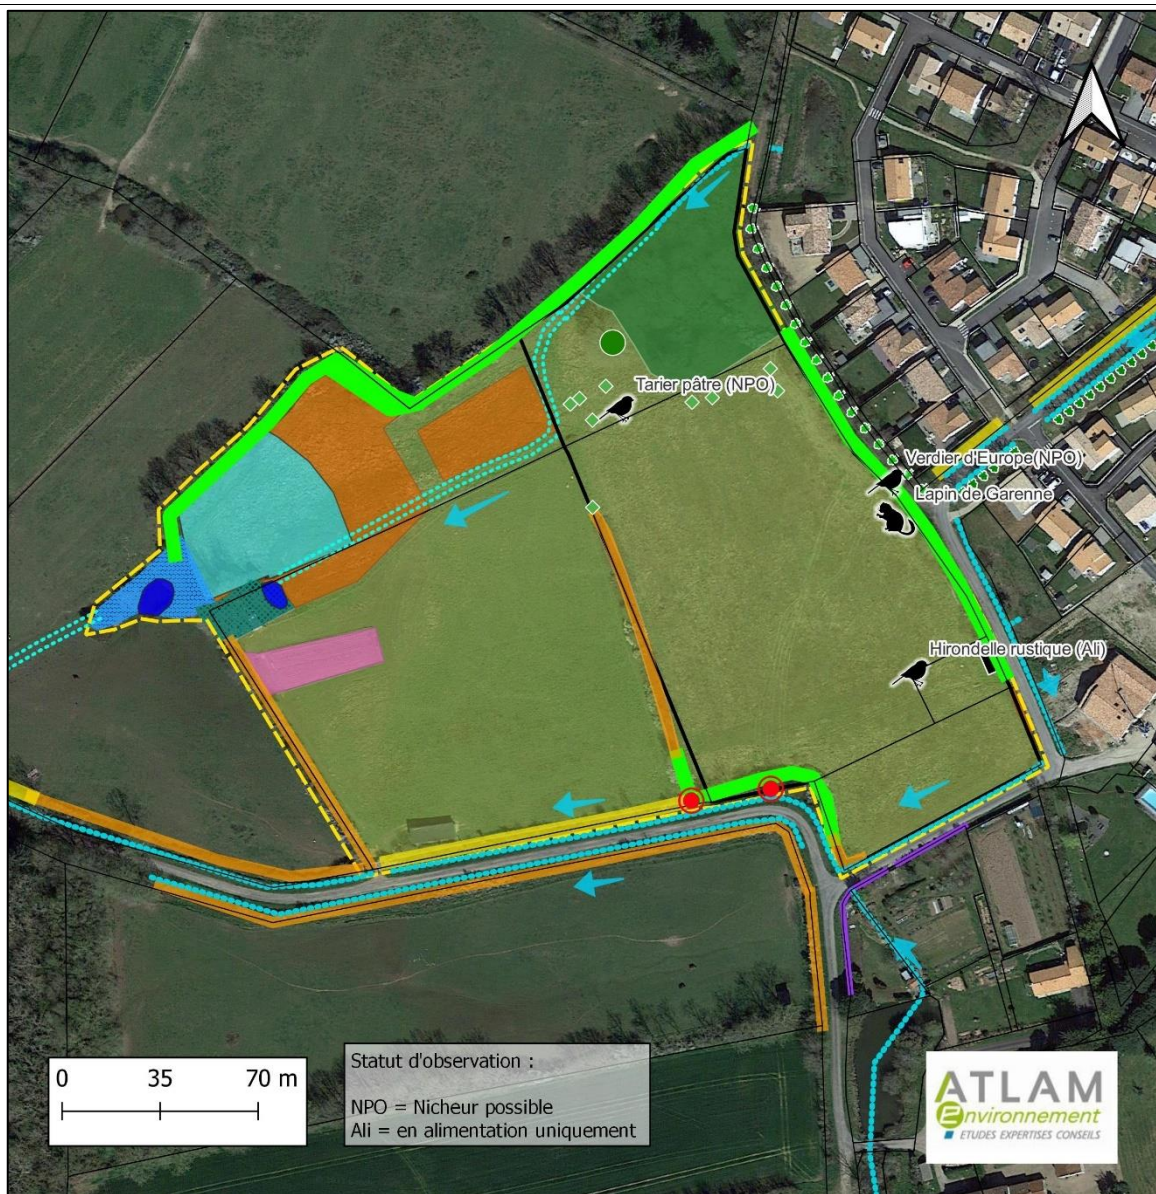 Tarier pâtre (NPO)
Verdier d'Europe(NPO)
Lapin de Garenne
Hirondelle rustique (Ali)
0 35 70 m
Statut d'observation :
NPO = Nicheur possible
Ali = en alimentation uniquement
ATLAM
environnement
ETUDES EXPERTISES CONSEILS